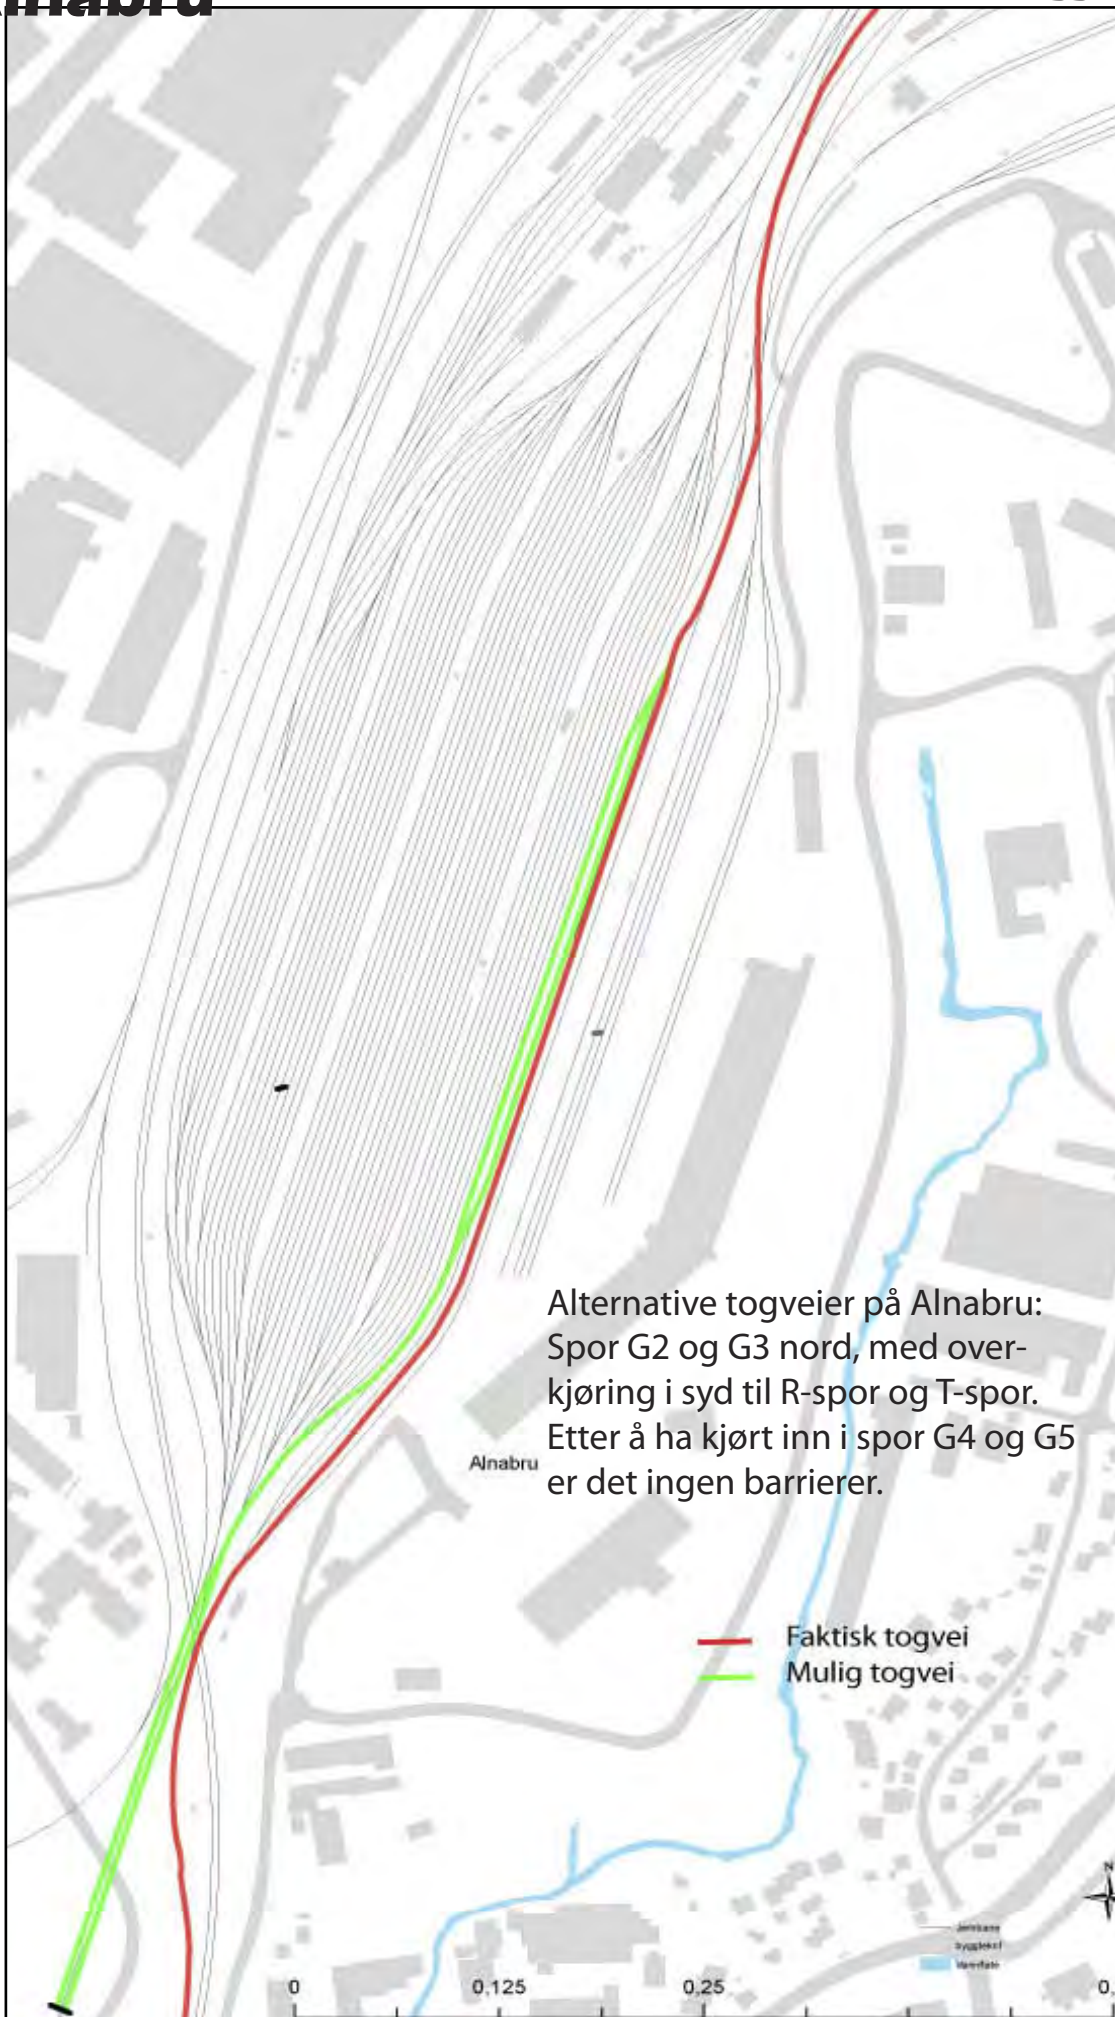 Alnabru
Alternative togveier på Alnabru:
Spor G2 og G3 nord, med over-
kjøring i syd til R-spor og T-spor.
Etter å ha kjørt inn i spor G4 og G5
er det ingen barrierer.
Alnabru
Faktisk togvei
Mulig togvei
N
0
0,125
0,25
0,